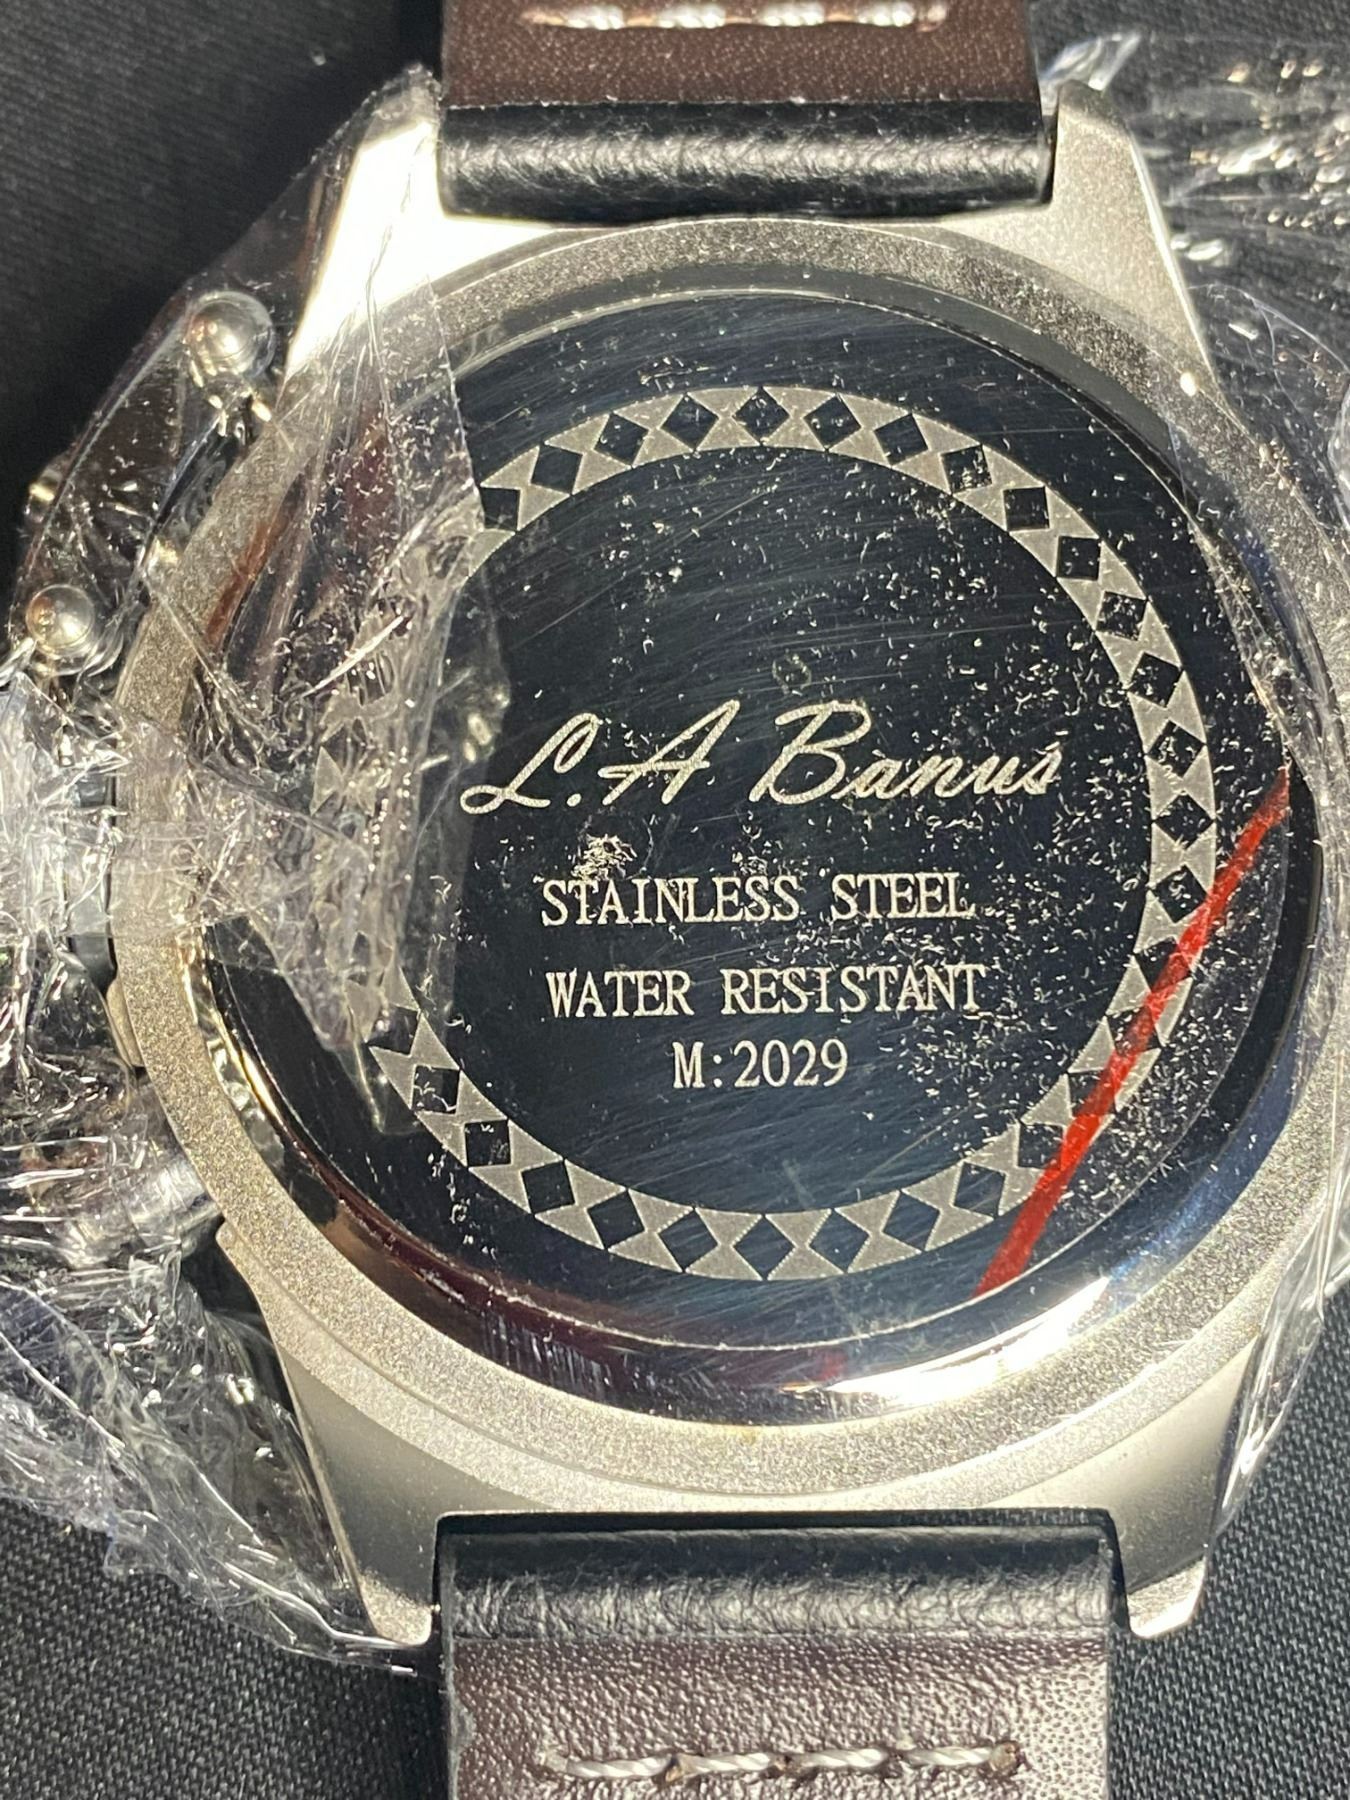 L.A Banus
STAINLESS STEEL
WATER RESISTANT
M:2029